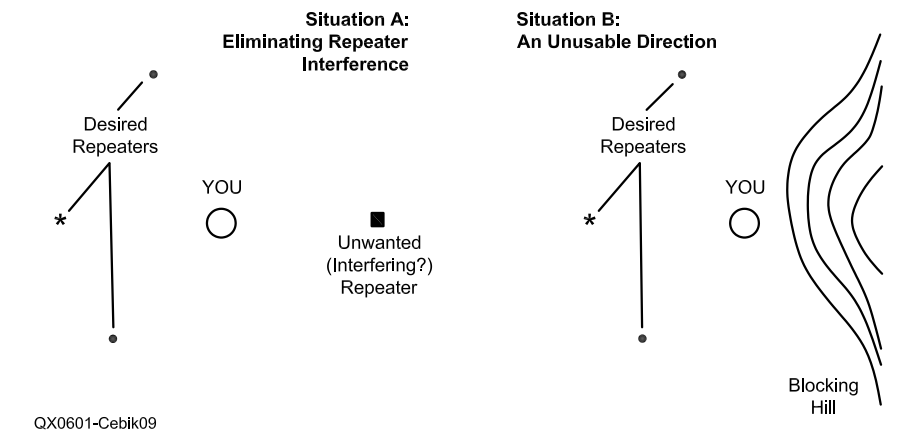 Situation A:
Eliminating Repeater
Interference
Desired
Repeaters
YOU
*
Unwanted
(Interfering?)
Repeater
Situation B:
An Unusable Direction
Desired
Repeaters
YOU
*
Blocking
Hill
QX0601-Cebik09